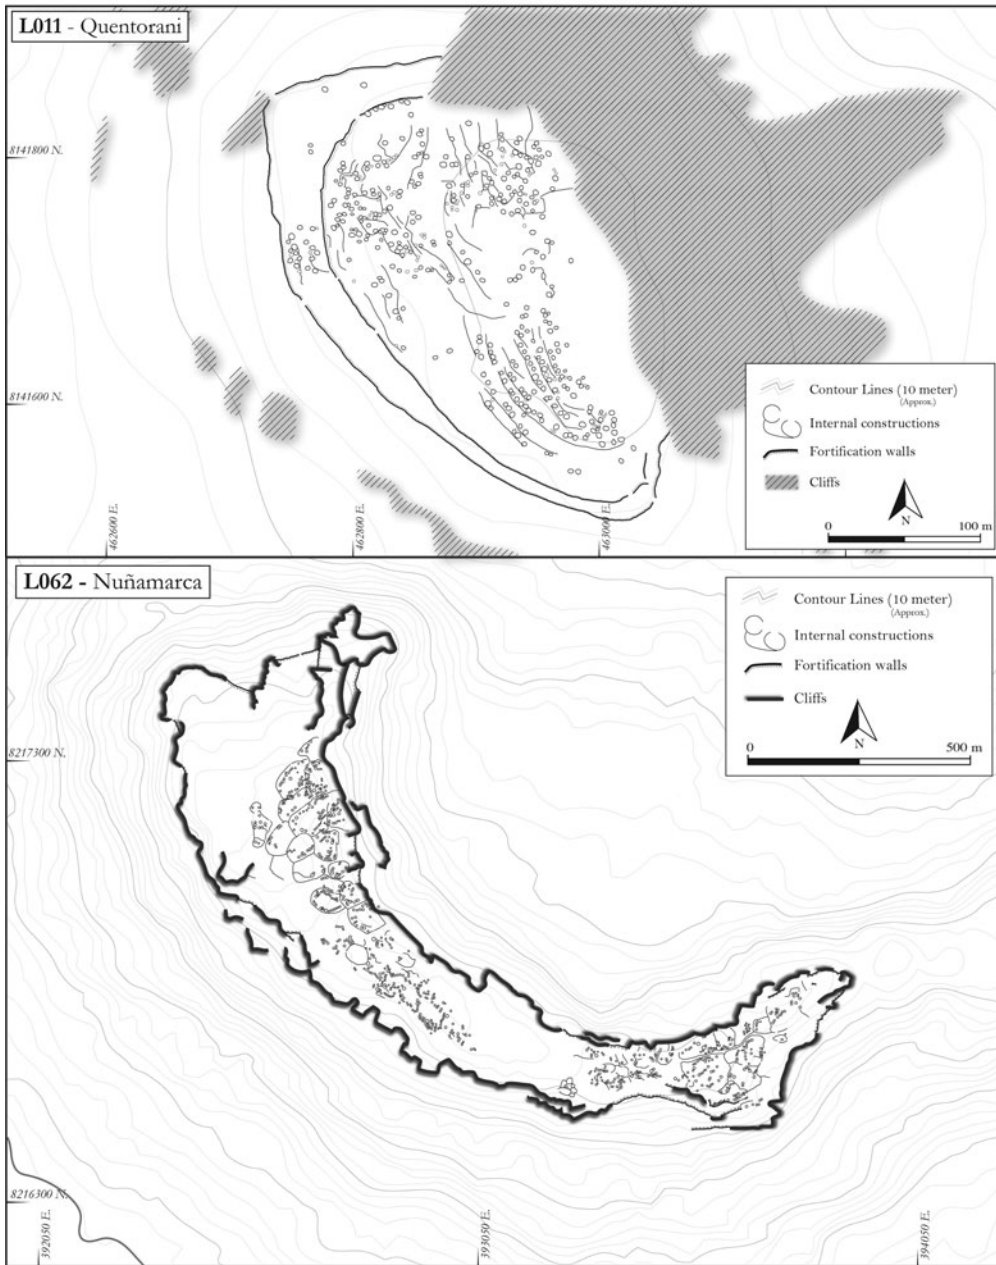 L011 - Quentorani
8141800 N.
8141600 N.
462600 E.
462800 E.
463000 E.
Contour Lines (10 meter)
(Approx.)
Internal constructions
Fortification walls
Cliffs
N
0 100 m
L062 - Nuñamarca
Contour Lines (10 meter)
(Approx.)
Internal constructions
Fortification walls
Cliffs
N
0 500 m
8217300 N.
8216300 N.
392050 E.
393050 E.
394050 E.